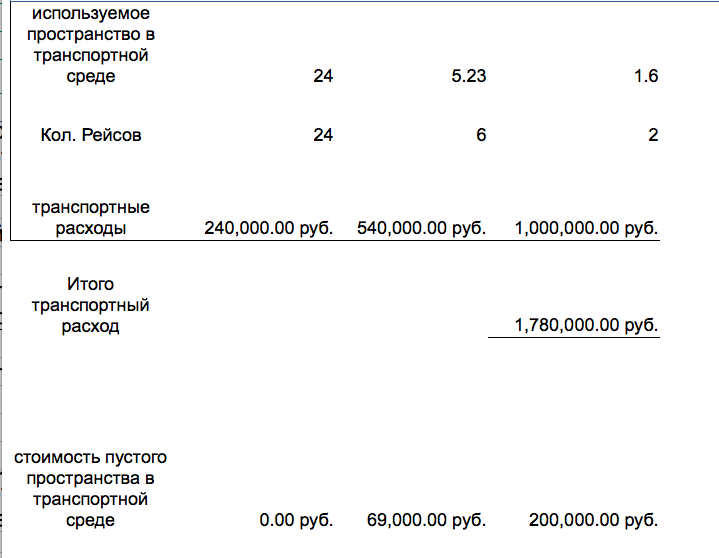 используемое
пространство в
транспортной
среде 24 5.23 1.6
Кол. Рейсов 24 6 2
транспортные
расходы 240,000.00 руб. 540,000.00 руб. 1,000,000.00 руб.
Итого
транспортный
расход 1,780,000.00 руб.
стоимость пустого
пространства в
транспортной
среде 0.00 руб. 69,000.00 руб. 200,000.00 руб.